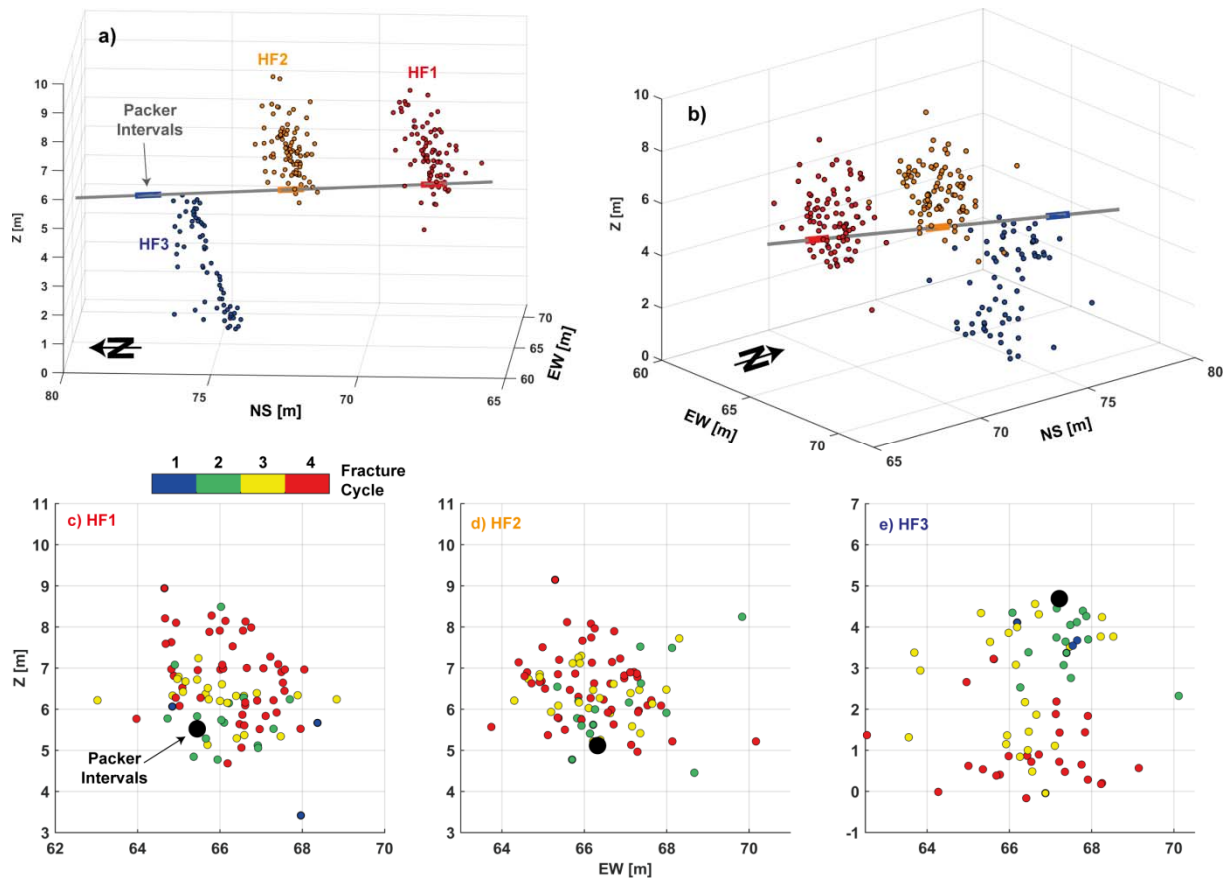 a)
HF2
HF1
Packer
Intervals
HF3
Z [m]
10
9
8
7
6
5
4
3
2
1
0
80
75
70
65
NS [m]
70
65
60
EW [m]
N
b)
Z [m]
10
8
6
4
2
0
60
65
70
EW [m]
65
70
75
80
NS [m]
N
1 2 3 4
Fracture
Cycle
c) HF1
Packer
Intervals
Z [m]
11
10
9
8
7
6
5
4
3
62 64 66 68 70
d) HF2
11
10
9
8
7
6
5
4
3
64 66 68 70
EW [m]
e) HF3
7
6
5
4
3
2
1
0
-1
64 66 68 70